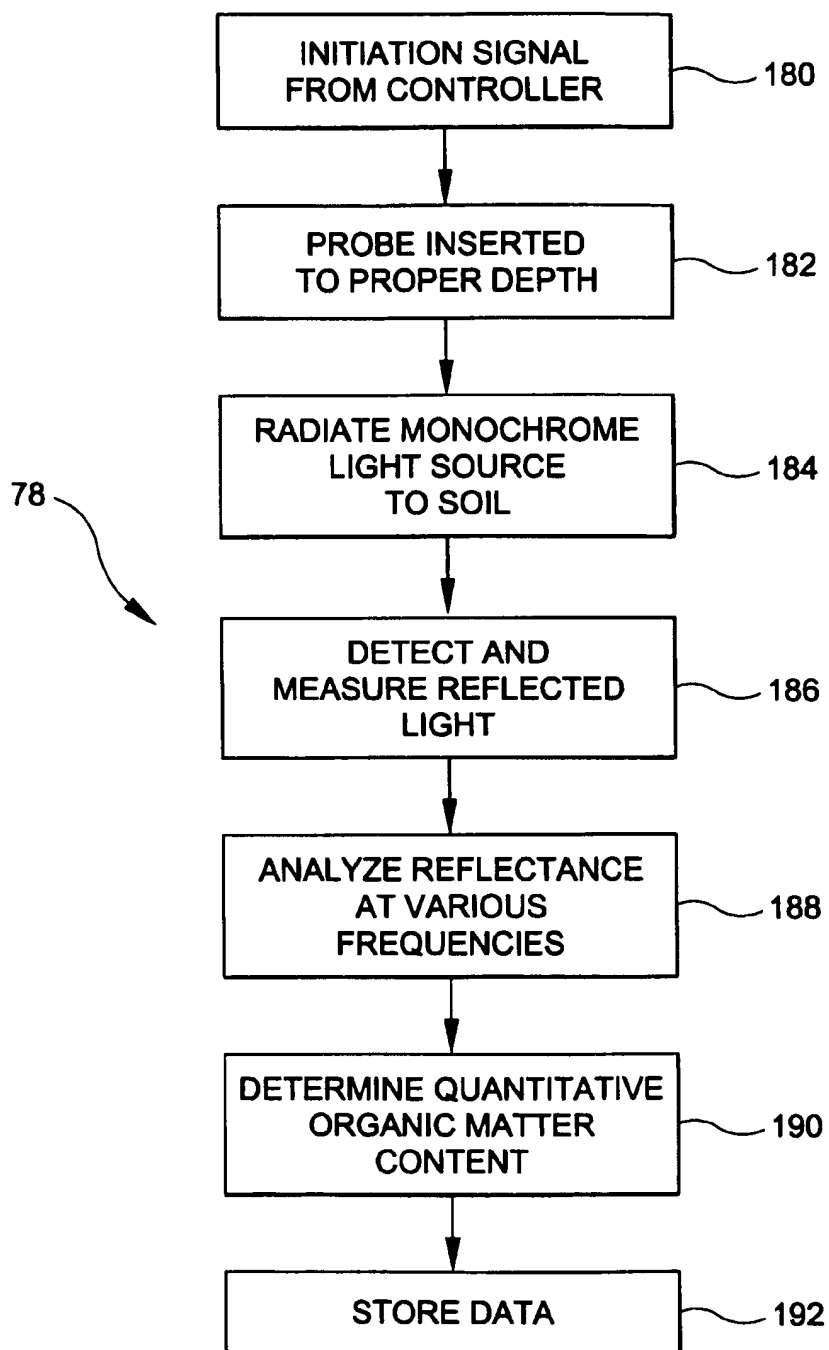 INITIATION SIGNAL
FROM CONTROLLER
180
PROBE INSERTED
TO PROPER DEPTH
182
RADIATE MONOCHROME
LIGHT SOURCE
TO SOIL
184
78
DETECT AND
MEASURE REFLECTED
LIGHT
186
ANALYZE REFLECTANCE
AT VARIOUS
FREQUENCIES
188
DETERMINE QUANTITATIVE
ORGANIC MATTER
CONTENT
190
STORE DATA
192